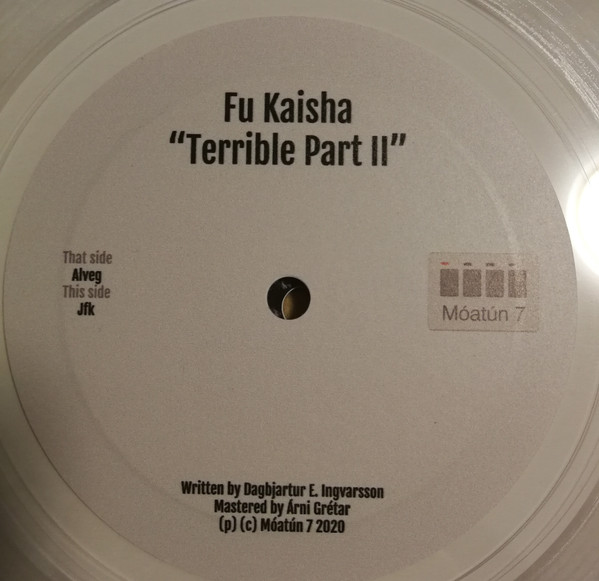 Fu Kaisha
“Terrible Part II”
That side
Alveg
This side
Jfk
Móatún 7
Written by Dagbjartur E. Ingvarsson
Mastered by Árni Grétar
(p) (c) Móatún 7 2020